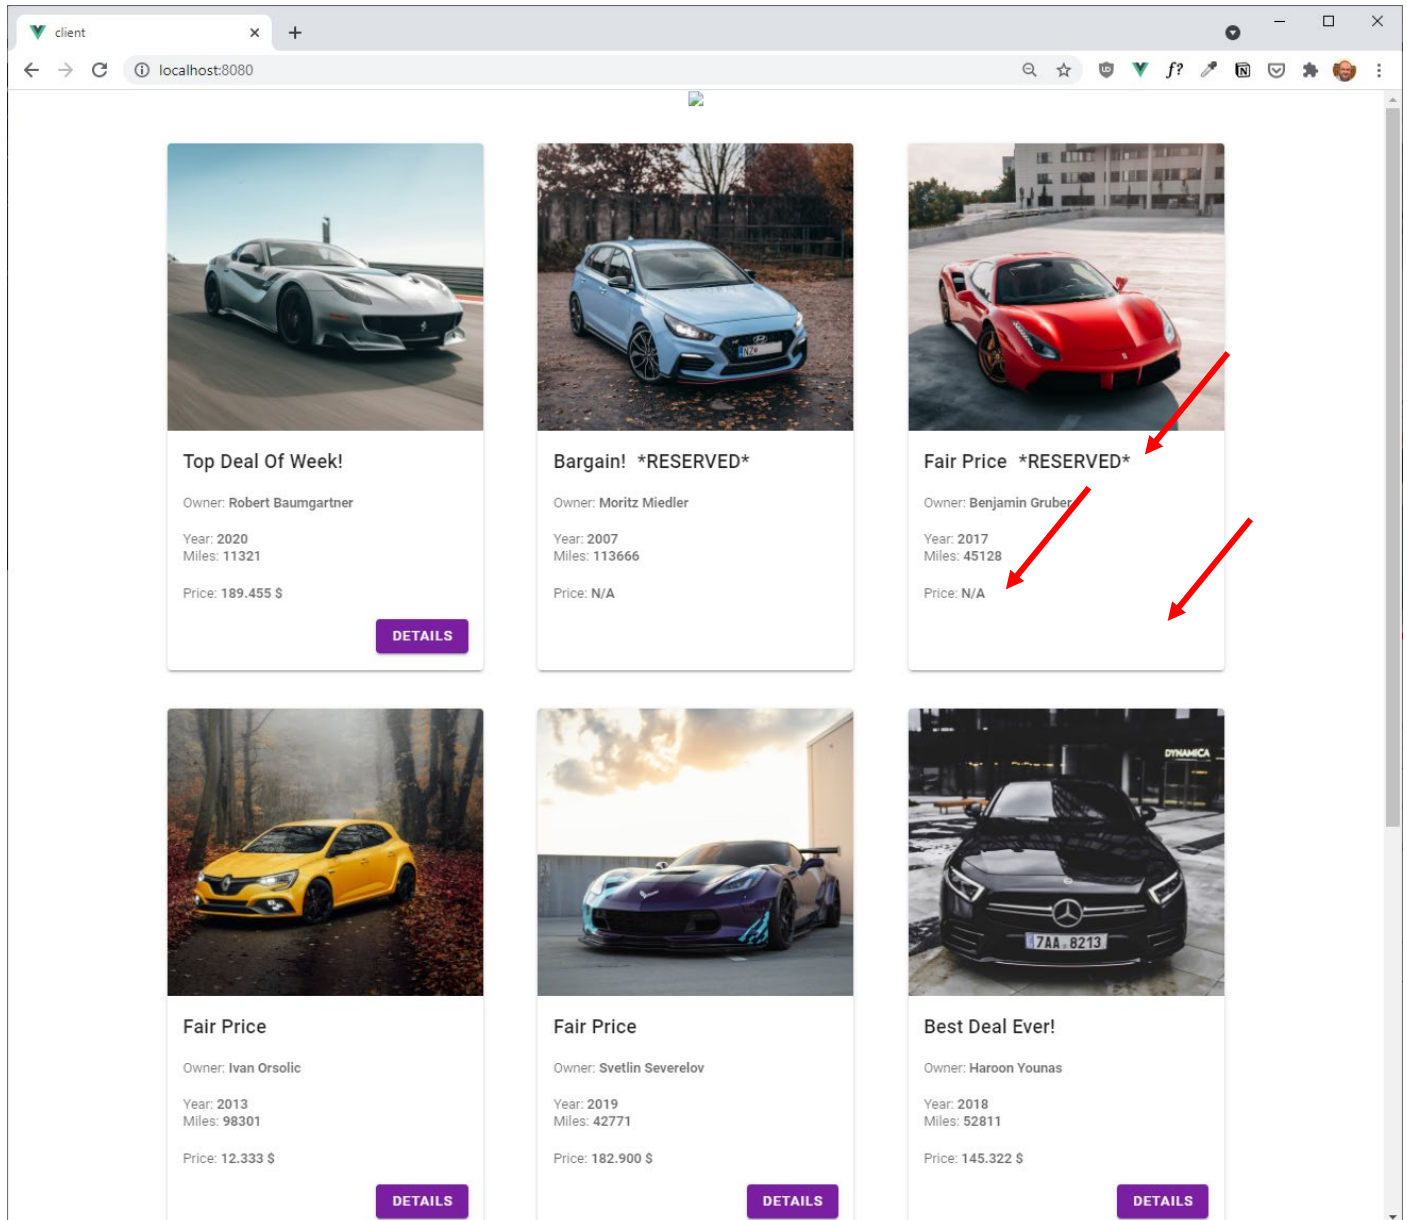 client
localhost:8080
f?
Top Deal Of Week!
Owner: Robert Baumgartner
Year: 2020
Miles: 11321
Price: 189.455 $
DETAILS
NZW
Bargain!  *RESERVED*
Owner: Moritz Miedler
Year: 2007
Miles: 113666
Price: N/A
Fair Price  *RESERVED*
Owner: Benjamin Gruber
Year: 2017
Miles: 45128
Price: N/A
Fair Price
Owner: Ivan Orsolic
Year: 2013
Miles: 98301
Price: 12.333 $
DETAILS
Fair Price
Owner: Svetlin Severelov
Year: 2019
Miles: 42771
Price: 182.900 $
DETAILS
DYNAMICA
7AA 8213
Best Deal Ever!
Owner: Haroon Younas
Year: 2018
Miles: 52811
Price: 145.322 $
DETAILS